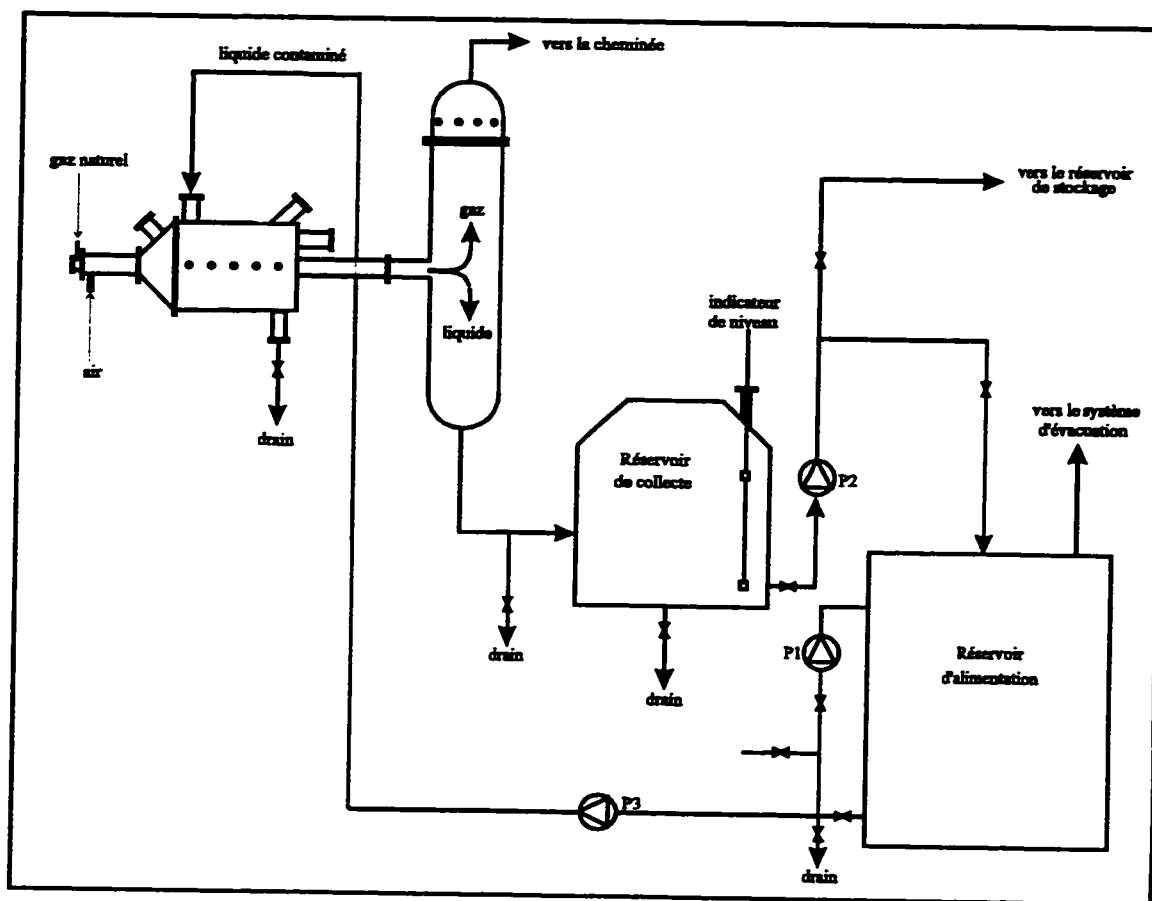 vers la cheminée
liquide contaminé
gaz naturel
vers le réservoir
de stockage
gaz
indicateur
de niveau
liquide
air
vers le système
d'évacuation
drain
Réservoir
de collecte
P2
drain
P1
Réservoir
d'alimentation
drain
P3
drain